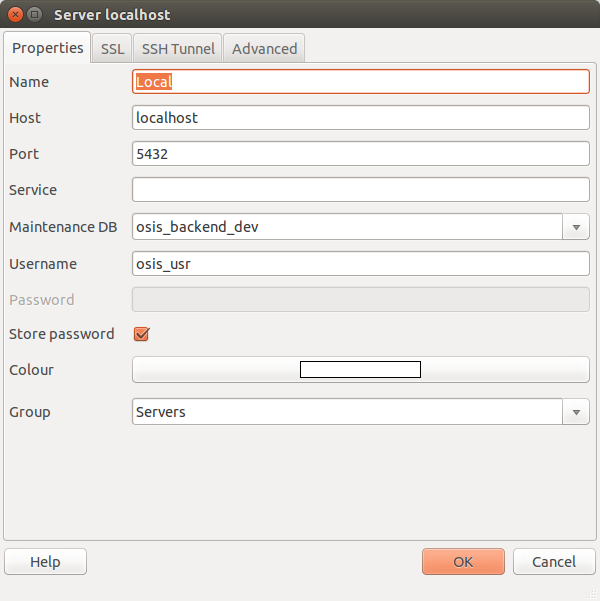 Server localhost
Properties SSL SSH Tunnel Advanced
Name Local
Host localhost
Port 5432
Service
Maintenance DB osis_backend_dev
Username osis_usr
Password
Store password
Colour
Group Servers
Help OK Cancel